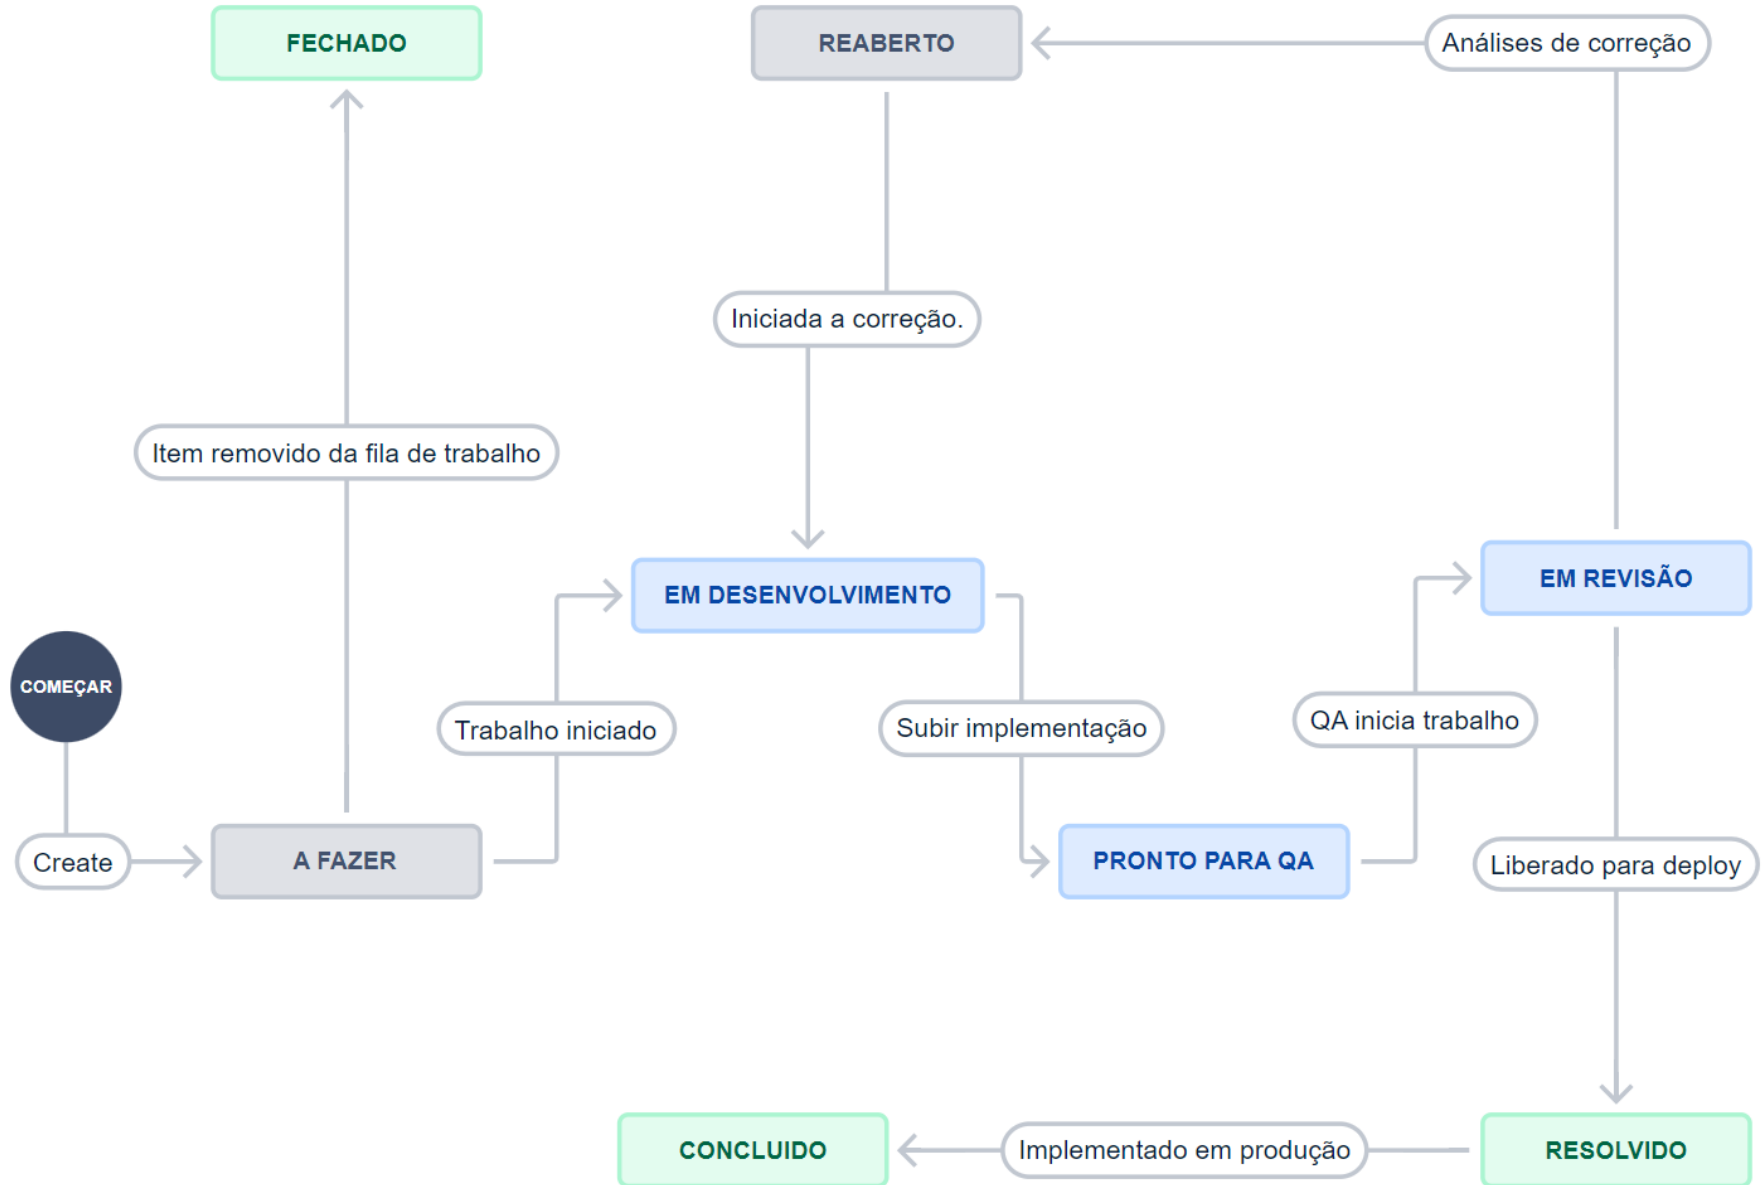 FECHADO
REABERTO
Análises de correção
Iniciada a correção.
Item removido da fila de trabalho
EM DESENVOLVIMENTO
EM REVISÃO
COMEÇAR
Trabalho iniciado
Subir implementação
QA inicia trabalho
Create
A FAZER
PRONTO PARA QA
Liberado para deploy
CONCLUIDO
Implementado em produção
RESOLVIDO